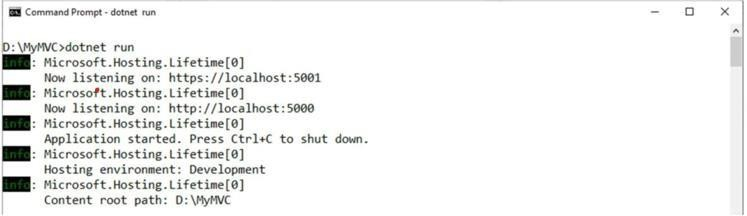 Command Prompt - dotnet run
D:\MyMVC>dotnet run
info: Microsoft.Hosting.Lifetime[0]
Now listening on: https://localhost:5001
info: Microsoft.Hosting.Lifetime[0]
Now listening on: http://localhost:5000
info: Microsoft.Hosting.Lifetime[0]
Application started. Press Ctrl+C to shut down.
info: Microsoft.Hosting.Lifetime[0]
Hosting environment: Development
info: Microsoft.Hosting.Lifetime[0]
Content root path: D:\MyMVC